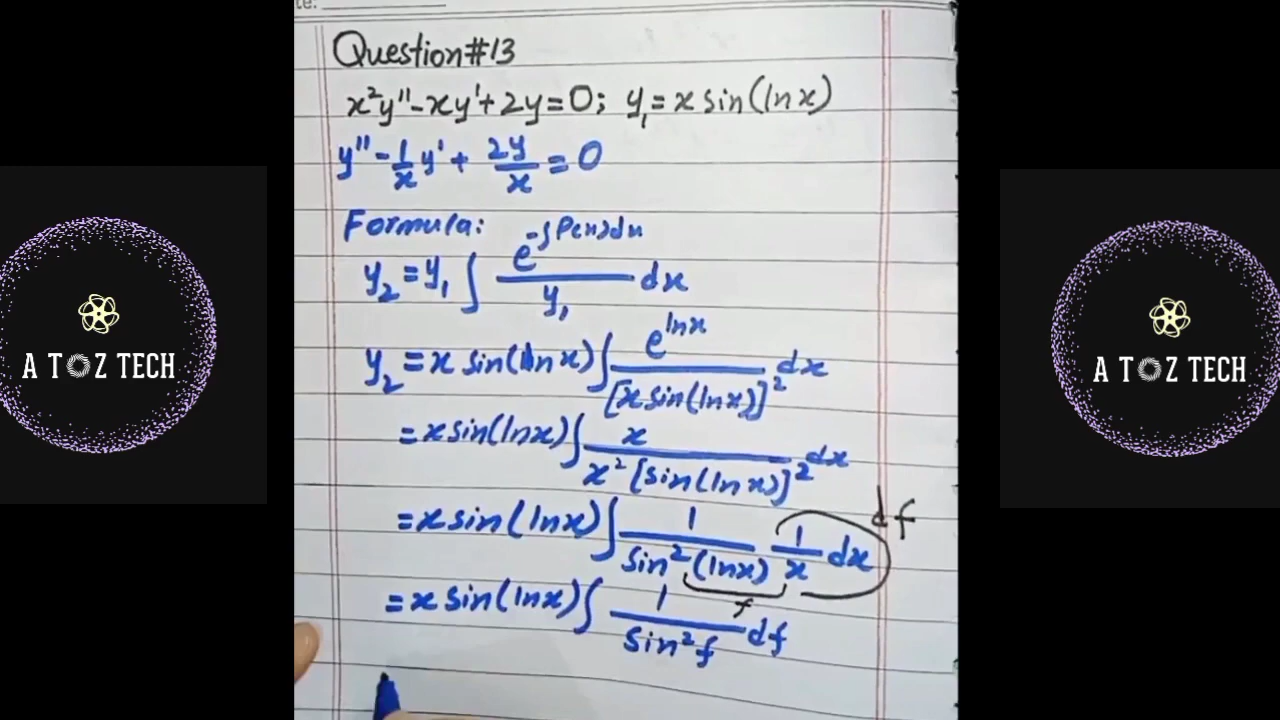 te:
Question#13
x²y''-xy'+2y=0; y₁=x sin(ln x)
y''-1/x y'+ 2y/x = 0
Formula:
y₂=y₁∫ e^-∫P(x)dx / y₁ dx
y₂=x sin(ln x)∫ e^lnx / [x sin(ln x)]² dx
=x sin(ln x)∫ x / x²[sin(ln x)]² dx
=x sin(ln x)∫ 1 / sin²(ln x) 1/x dx
df
f
=x sin(ln x)∫ 1 / Sin²f df
A TOZ TECH
A TOZ TECH